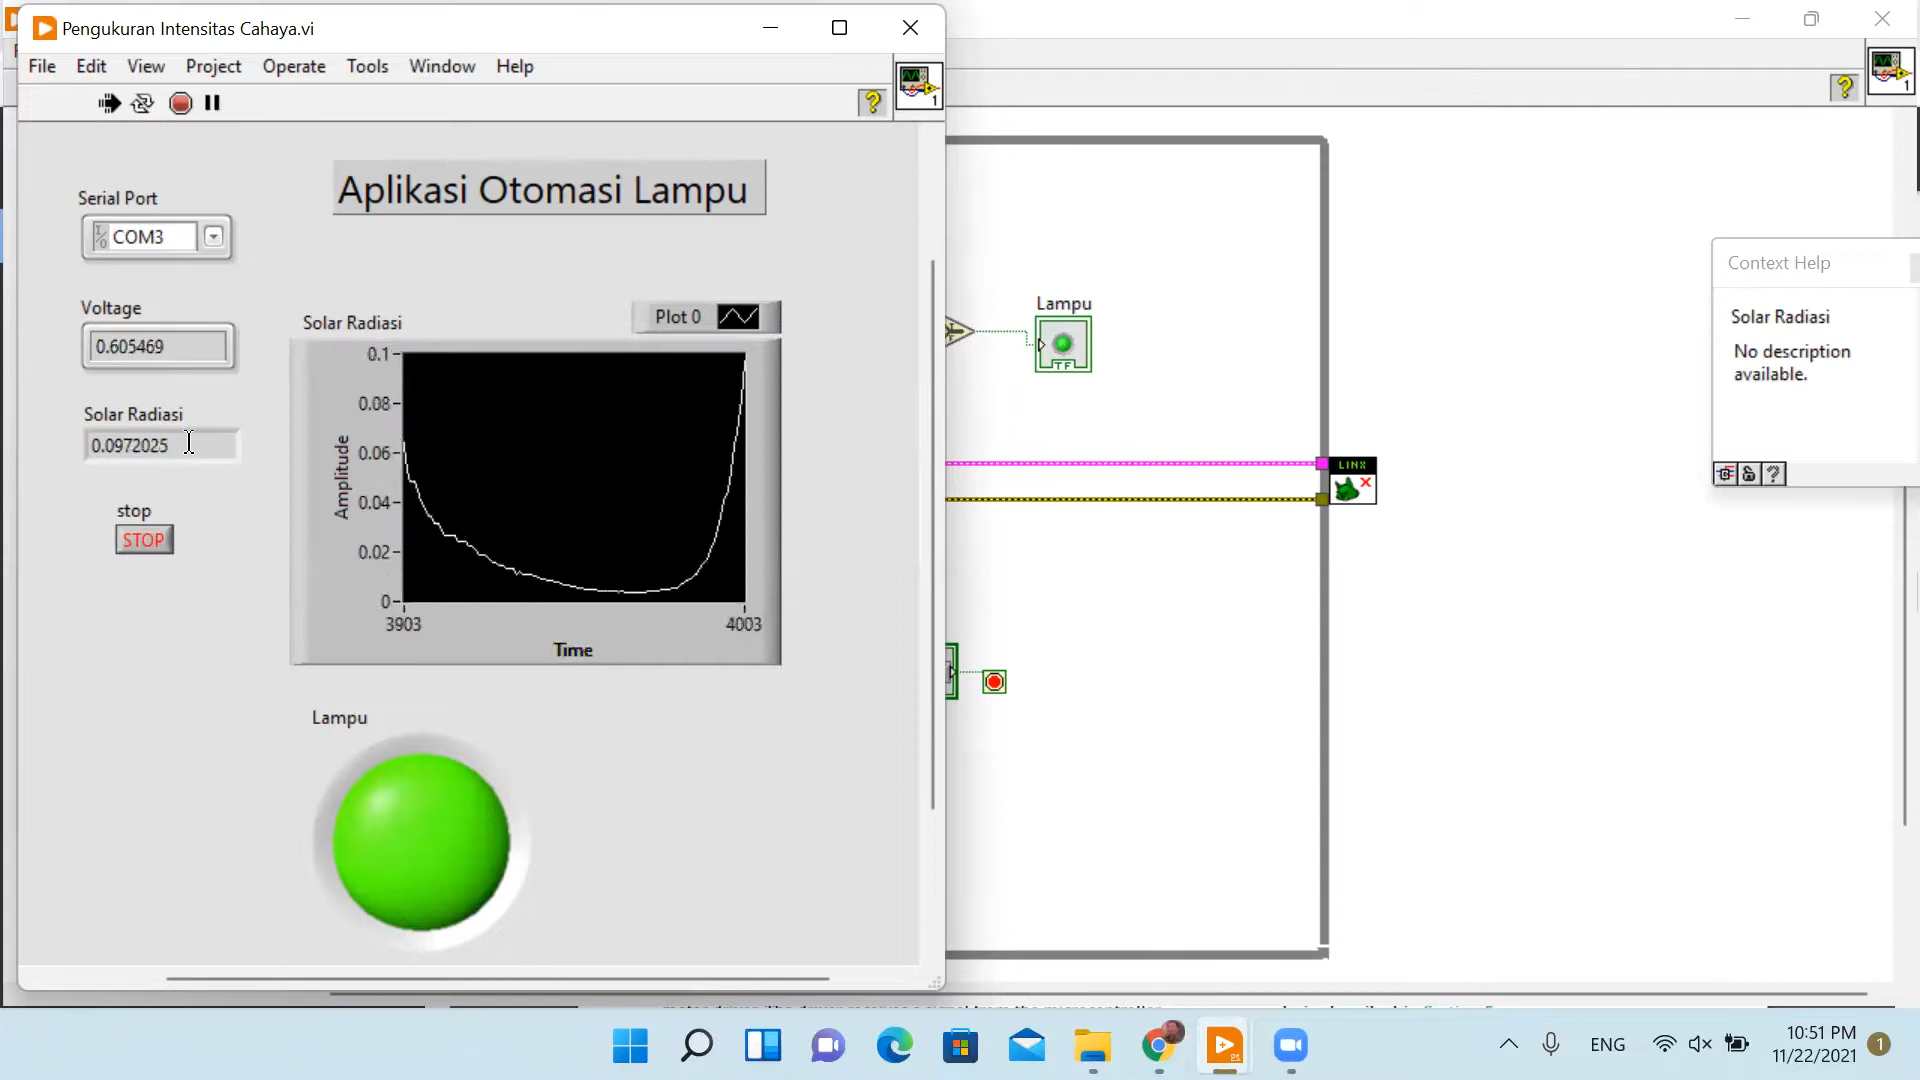 Pengukuran Intensitas Cahaya.vi
File Edit View Project Operate Tools Window Help
1
1
Aplikasi Otomasi Lampu
Serial Port
COM3
Voltage
0.605469
Solar Radiasi
0.0972025
stop
STOP
Solar Radiasi
Plot 0
0.1
0.08
0.06
0.04
0.02
0
Amplitude
3903
4003
Time
Lampu
Lampu
TF
LINX
Context Help
Solar Radiasi
No description
available.
ENG
10:51 PM
11/22/2021
1